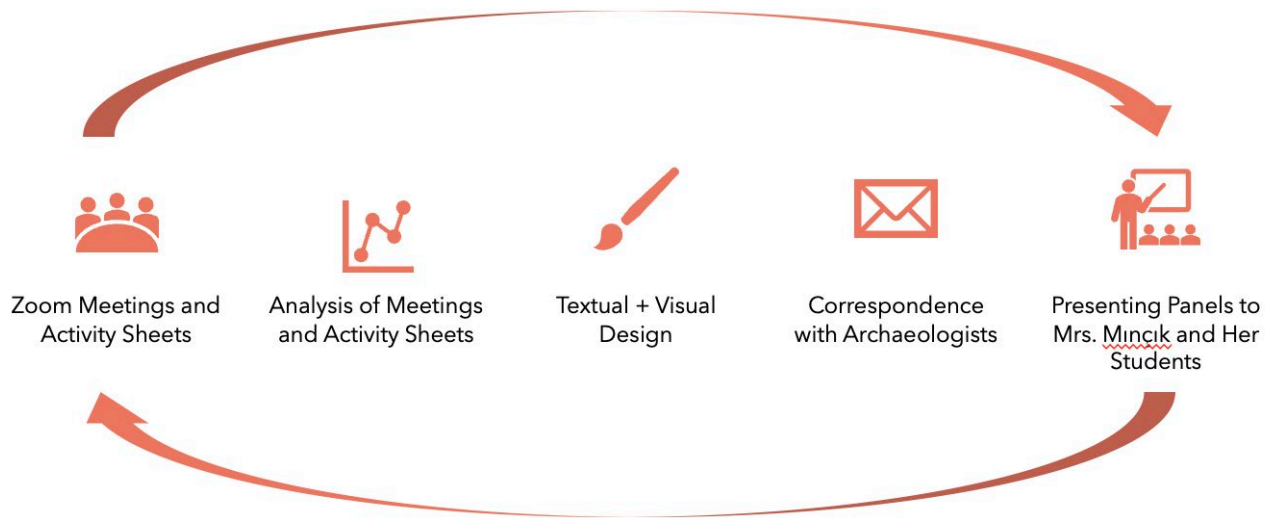 Zoom Meetings and
Activity Sheets
Analysis of Meetings
and Activity Sheets
Textual + Visual
Design
Correspondence
with Archaeologists
Presenting Panels to
Mrs. Mınçık and Her
Students